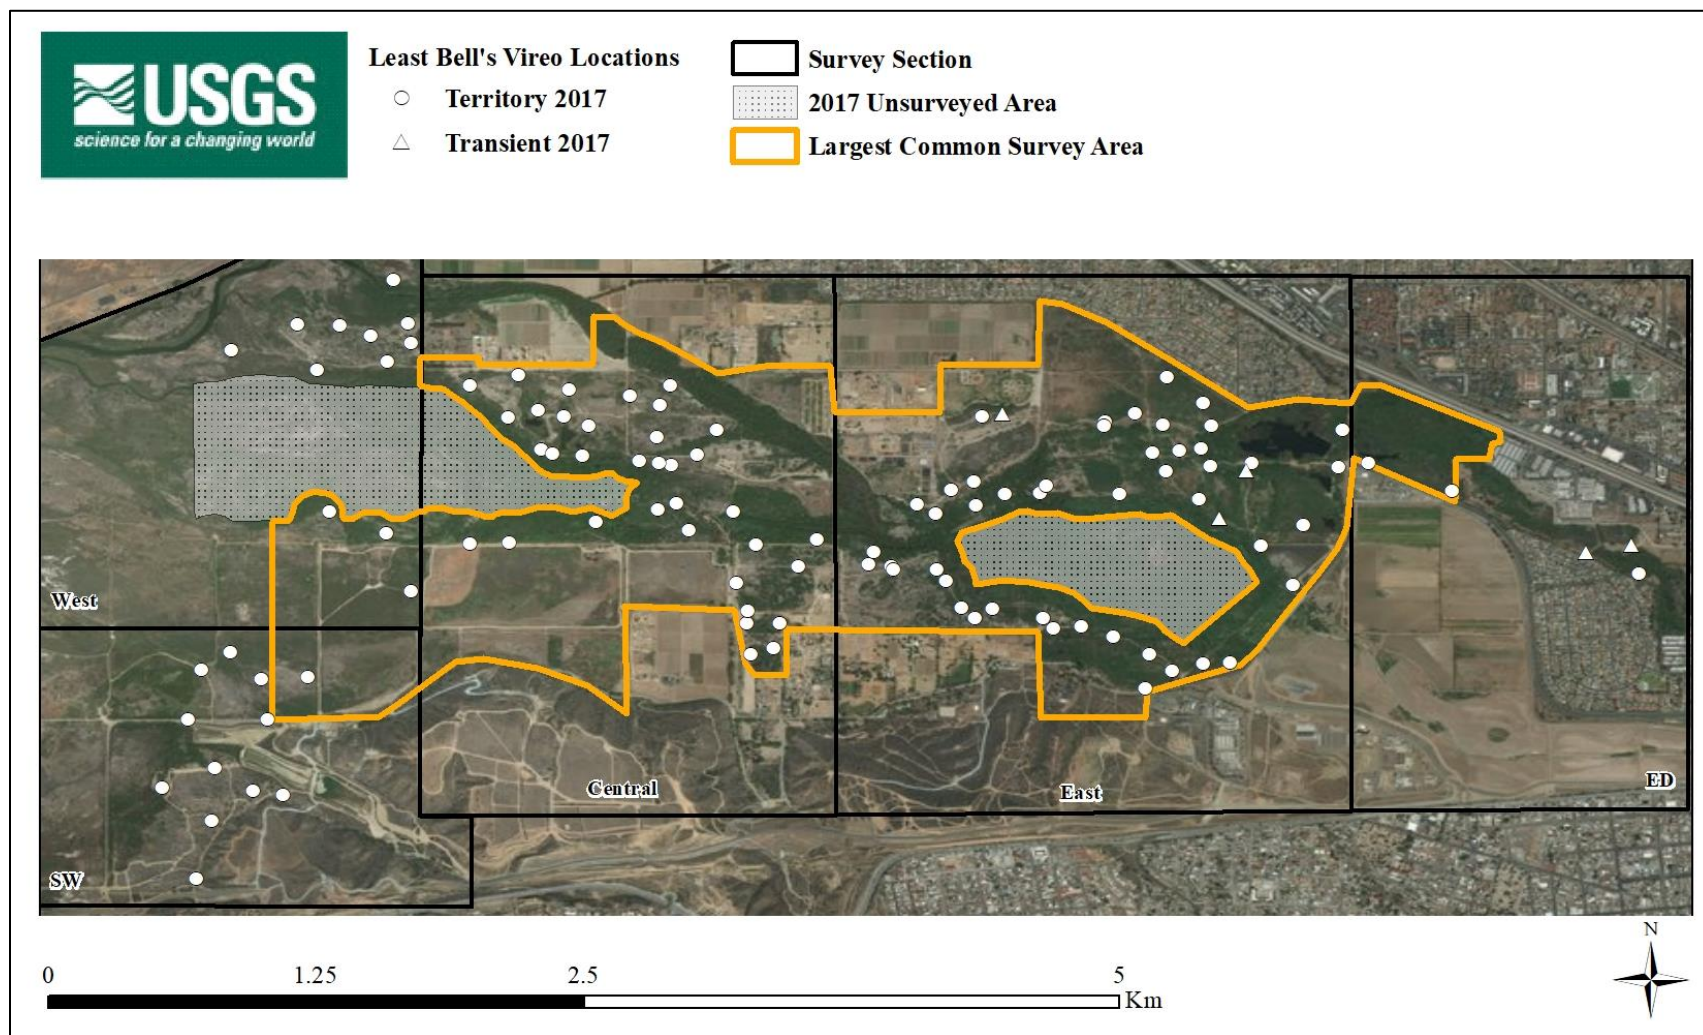 USGS
science for a changing world
Least Bell's Vireo Locations
Territory 2017
Transient 2017
Survey Section
2017 Unsurveyed Area
Largest Common Survey Area
West
Central
East
ED
SW
N
0 1.25 2.5 5
Km